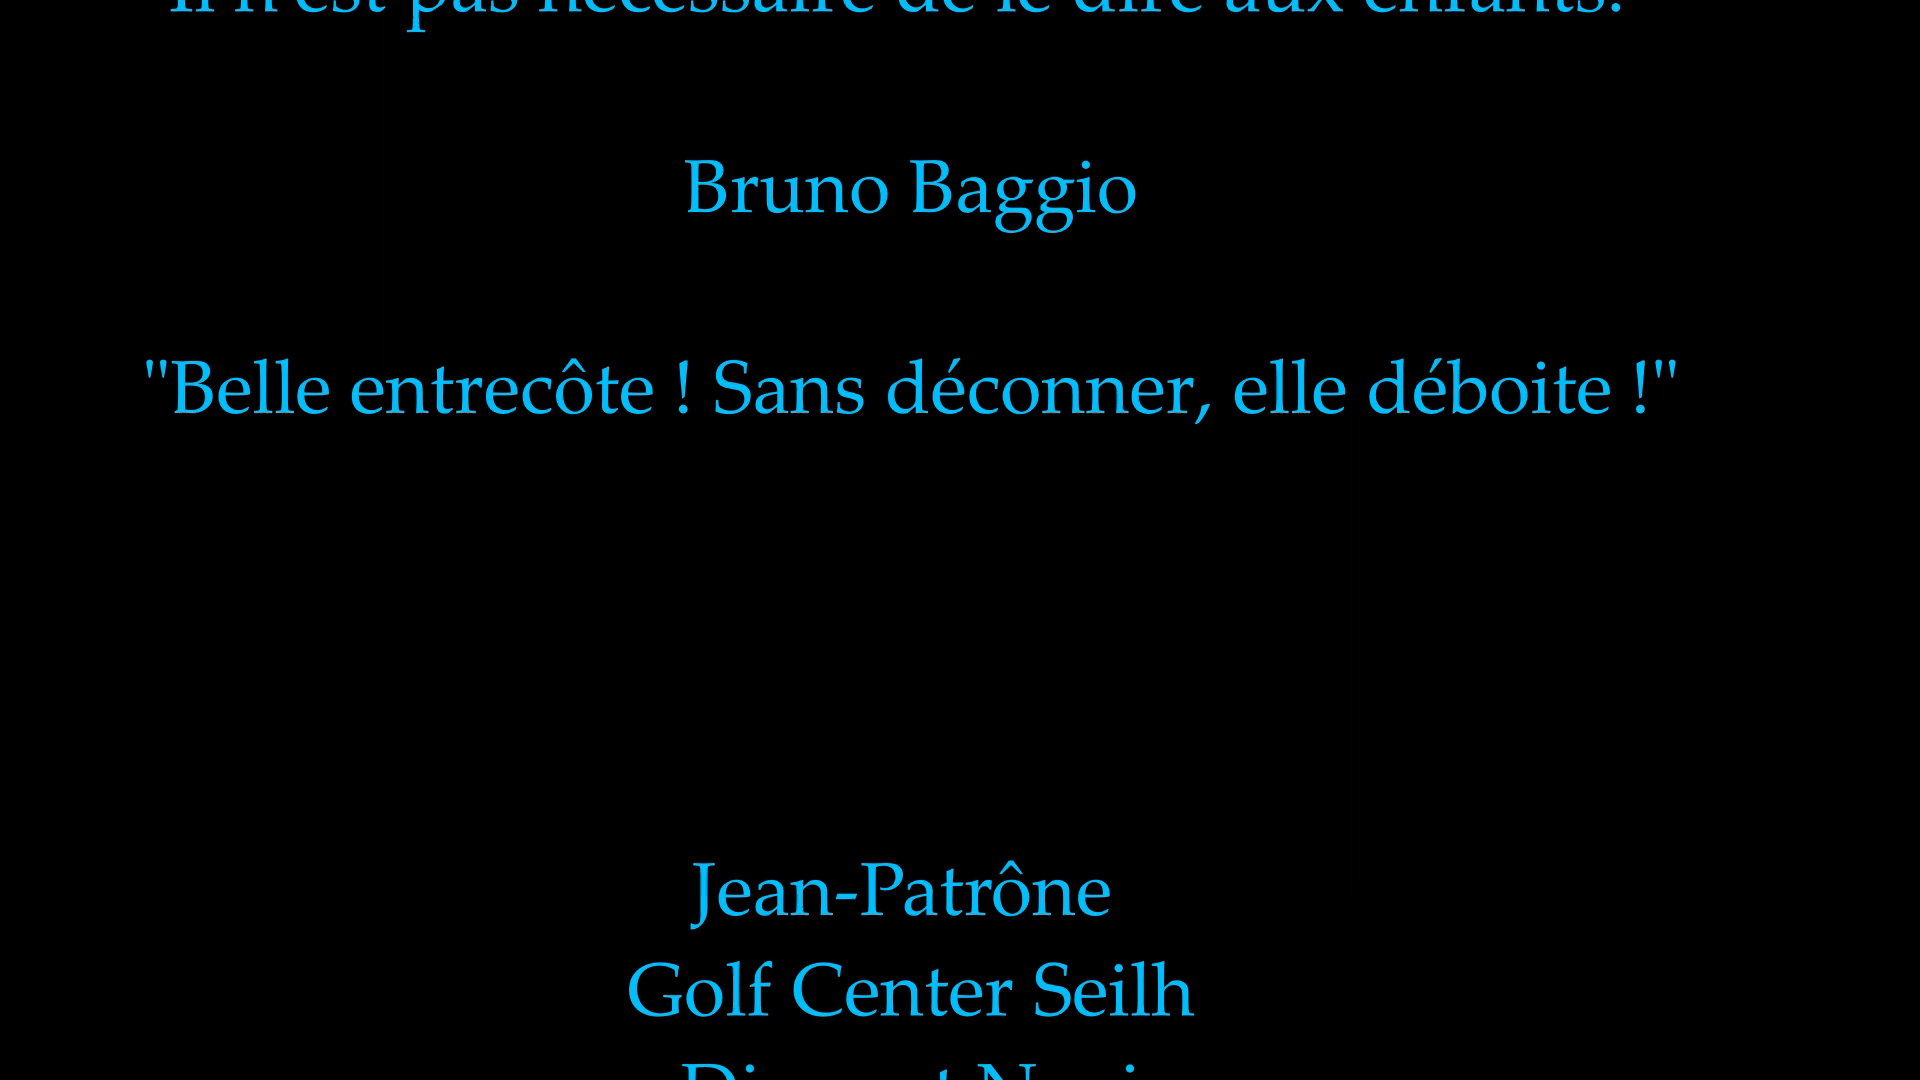 Il n'est pas nécessaire de le dire aux enfants.
Bruno Baggio
"Belle entrecôte ! Sans déconner, elle déboite !"
Jean-Patrône
Golf Center Seilh